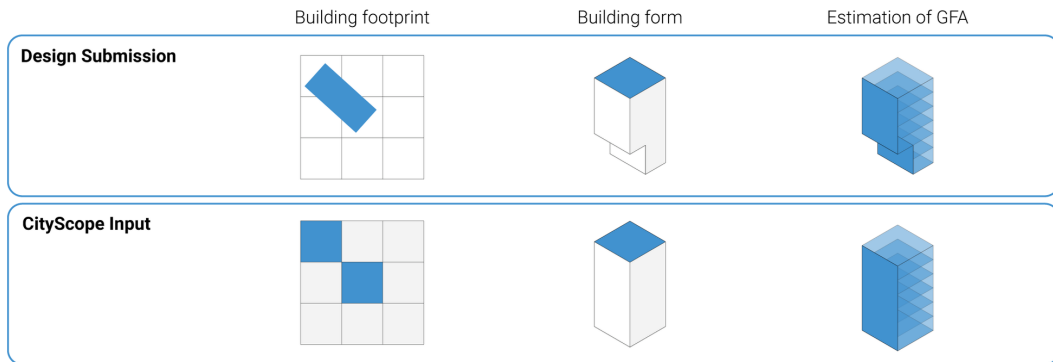 Building footprint
Building form
Estimation of GFA
Design Submission
CityScope Input